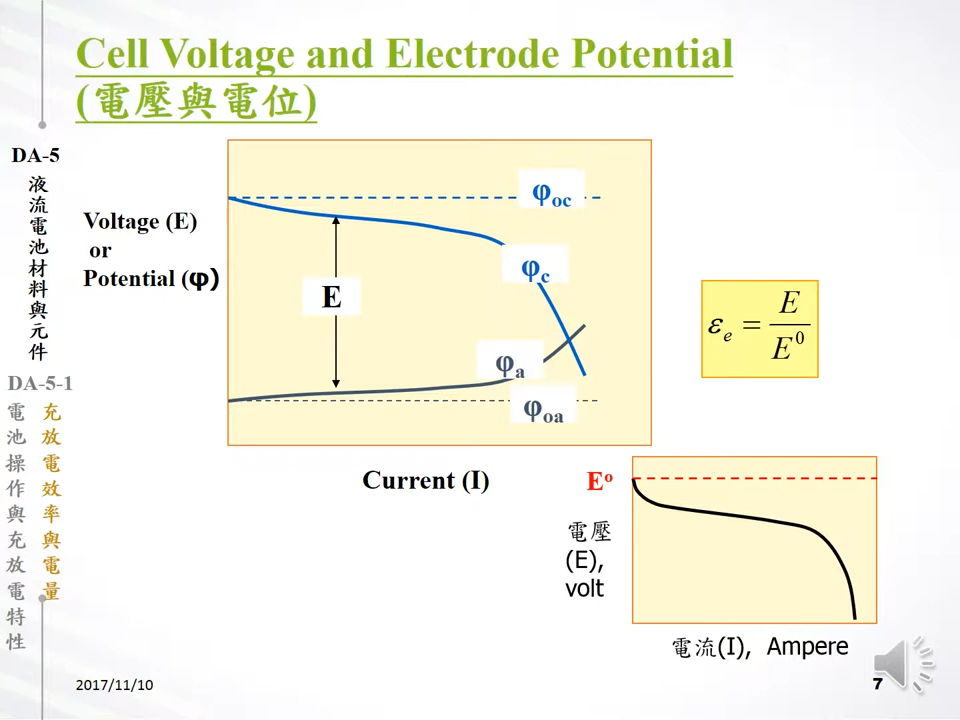 Cell Voltage and Electrode Potential
(電壓與電位)
DA-5
液流電池材料與元件
DA-5-1
電池操作與充放電特性
充放電效率與電量
Voltage (E)
or
Potential (φ)
φoc
φc
E
φa
φoa
Current (I)
εe = E / E0
Eo
電壓
(E),
volt
電流(I), Ampere
2017/11/10
7